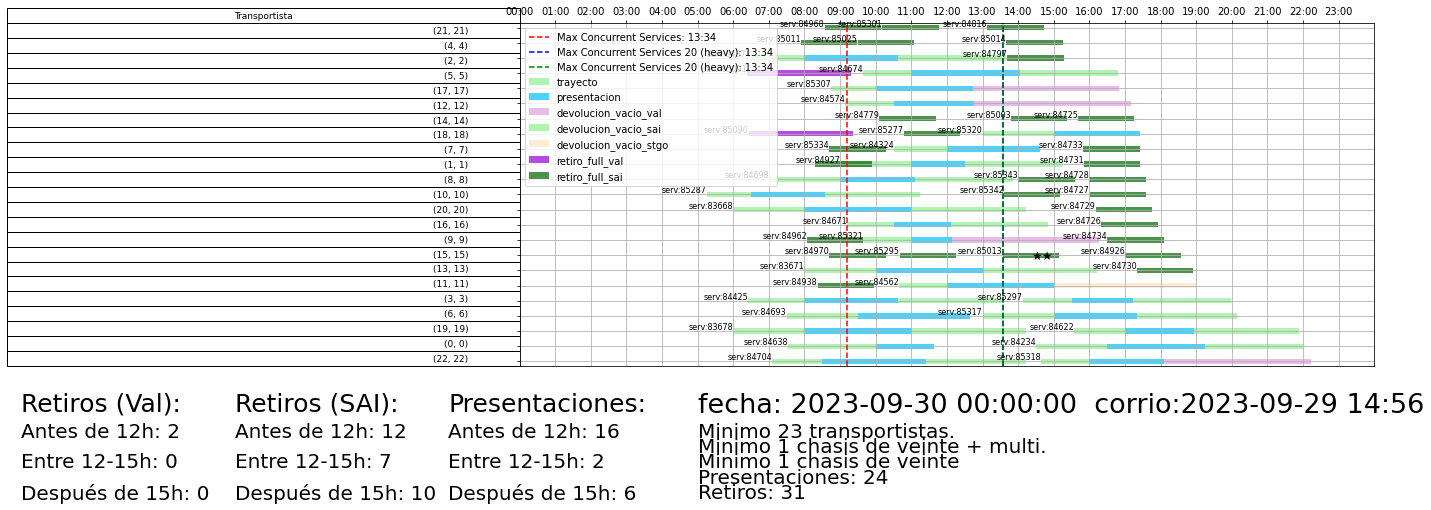 Transportista
00:00 01:00 02:00 03:00 04:00 05:00 06:00 07:00 08:00 09:00 10:00 11:00 12:00 13:00 14:00 15:00 16:00 17:00 18:00 19:00 20:00 21:00 22:00 23:00
(21, 21) serv:84968 serv:85301 serv:84816
(4, 4) serv:85011 serv:85025 serv:85014
(2, 2) serv:84797
(5, 5) serv:84674
(17, 17) serv:85307
(12, 12) serv:84574
(14, 14) serv:84779 serv:85003 serv:84725
(18, 18) serv:85090 serv:85277 serv:85320
(7, 7) serv:85334 serv:84324 serv:84733
(1, 1) serv:84927 serv:84731
(8, 8) serv:84698 serv:85343 serv:84728
(10, 10) serv:85287 serv:85342 serv:84727
(20, 20) serv:83668 serv:84729
(16, 16) serv:84671 serv:84726
(9, 9) serv:84962 serv:85321 serv:84734
(15, 15) serv:84970 serv:85295 serv:85013 serv:84926
(13, 13) serv:83671 serv:84730
(11, 11) serv:84938 serv:84562
(3, 3) serv:84425 serv:85297
(6, 6) serv:84693 serv:85317
(19, 19) serv:83678 serv:84622
(0, 0) serv:84638 serv:84234
(22, 22) serv:84704 serv:85318
Max Concurrent Services: 13:34
Max Concurrent Services 20 (heavy): 13:34
Max Concurrent Services 20 (heavy): 13:34
trayecto
presentacion
devolucion_vacio_val
devolucion_vacio_sai
devolucion_vacio_stgo
retiro_full_val
retiro_full_sai
Retiros (Val):
Antes de 12h: 2
Entre 12-15h: 0
Después de 15h: 0
Retiros (SAI):
Antes de 12h: 12
Entre 12-15h: 7
Después de 15h: 10
Presentaciones:
Antes de 12h: 16
Entre 12-15h: 2
Después de 15h: 6
fecha: 2023-09-30 00:00:00 corrio:2023-09-29 14:56
Minimo 23 transportistas.
Minimo 1 chasis de veinte + multi.
Minimo 1 chasis de veinte
Presentaciones: 24
Retiros: 31